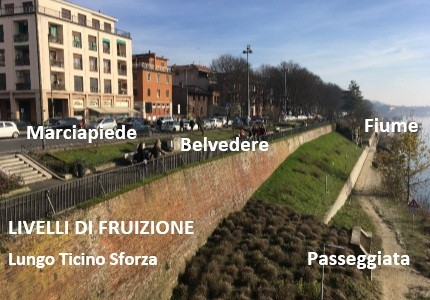 Fiume
Marciapiede
Belvedere
LIVELLI DI FRUIZIONE
Lungo Ticino Sforza
Passeggiata